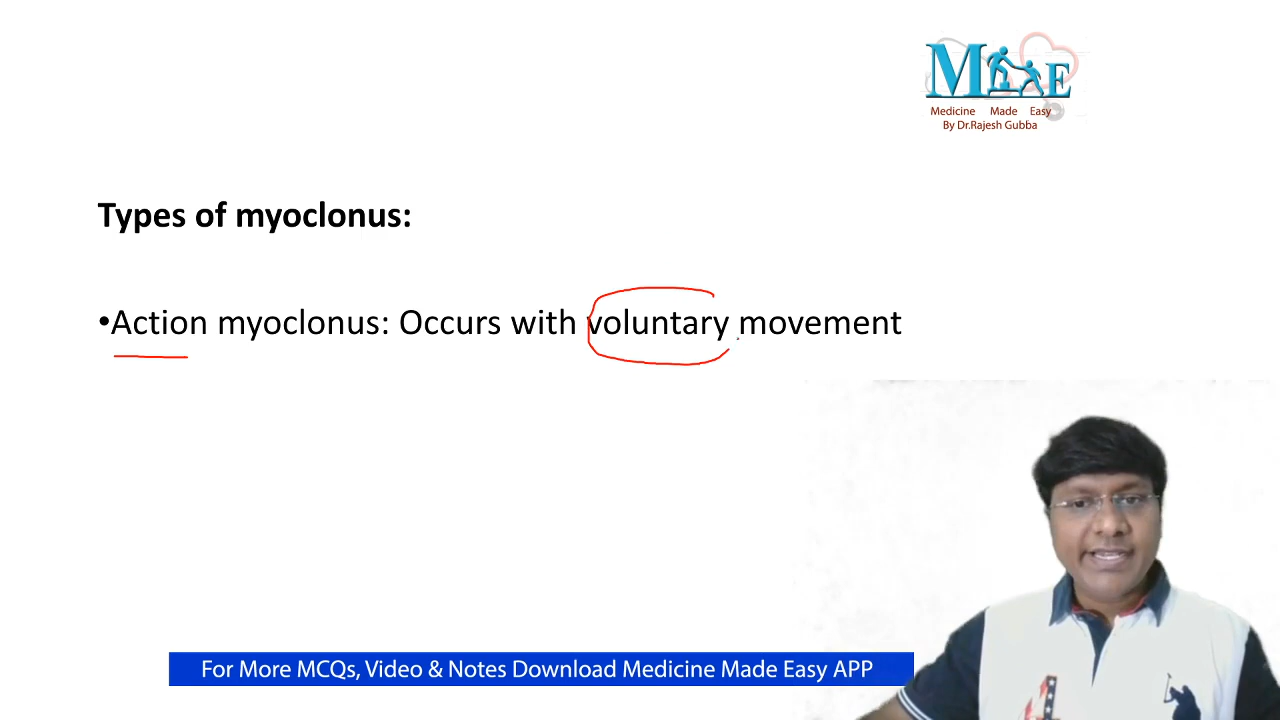 MME
Medicine Made Easy
By Dr.Rajesh Gubba
Types of myoclonus:
•Action myoclonus: Occurs with voluntary movement
For More MCQs, Video & Notes Download Medicine Made Easy APP